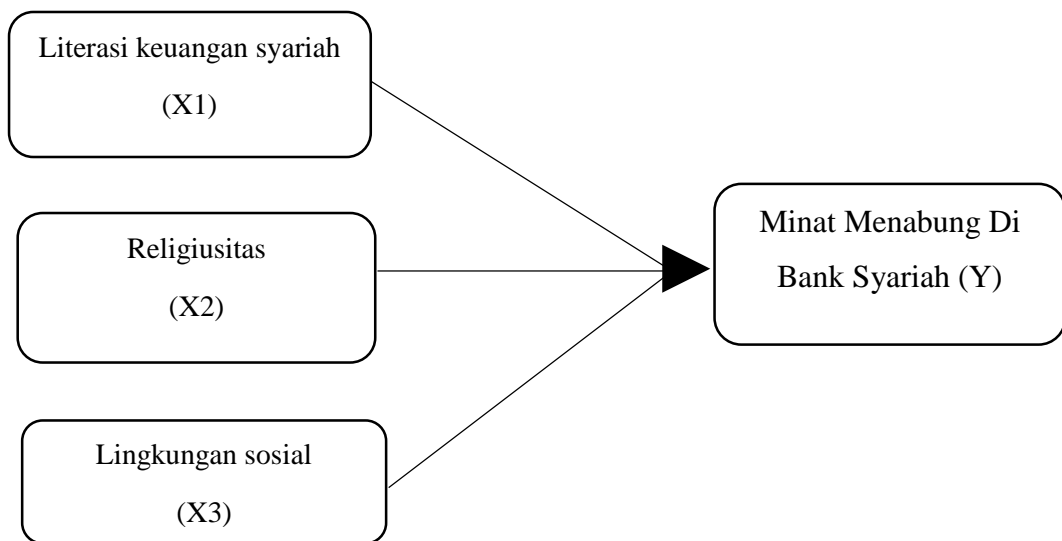 Literasi keuangan syariah
(X1)
Religiusitas
(X2)
Lingkungan sosial
(X3)
Minat Menabung Di
Bank Syariah (Y)